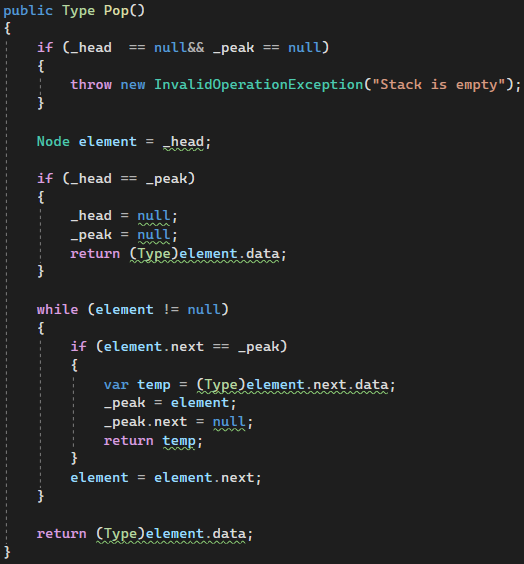 public Type Pop()
{
    if (_head  == null&& _peak == null)
    {
        throw new InvalidOperationException("Stack is empty");
    }

    Node element = _head;

    if (_head == _peak)
    {
        _head = null;
        _peak = null;
        return (Type)element.data;
    }

    while (element != null)
    {
        if (element.next == _peak)
        {
            var temp = (Type)element.next.data;
            _peak = element;
            _peak.next = null;
            return temp;
        }
        element = element.next;
    }

    return (Type)element.data;
}